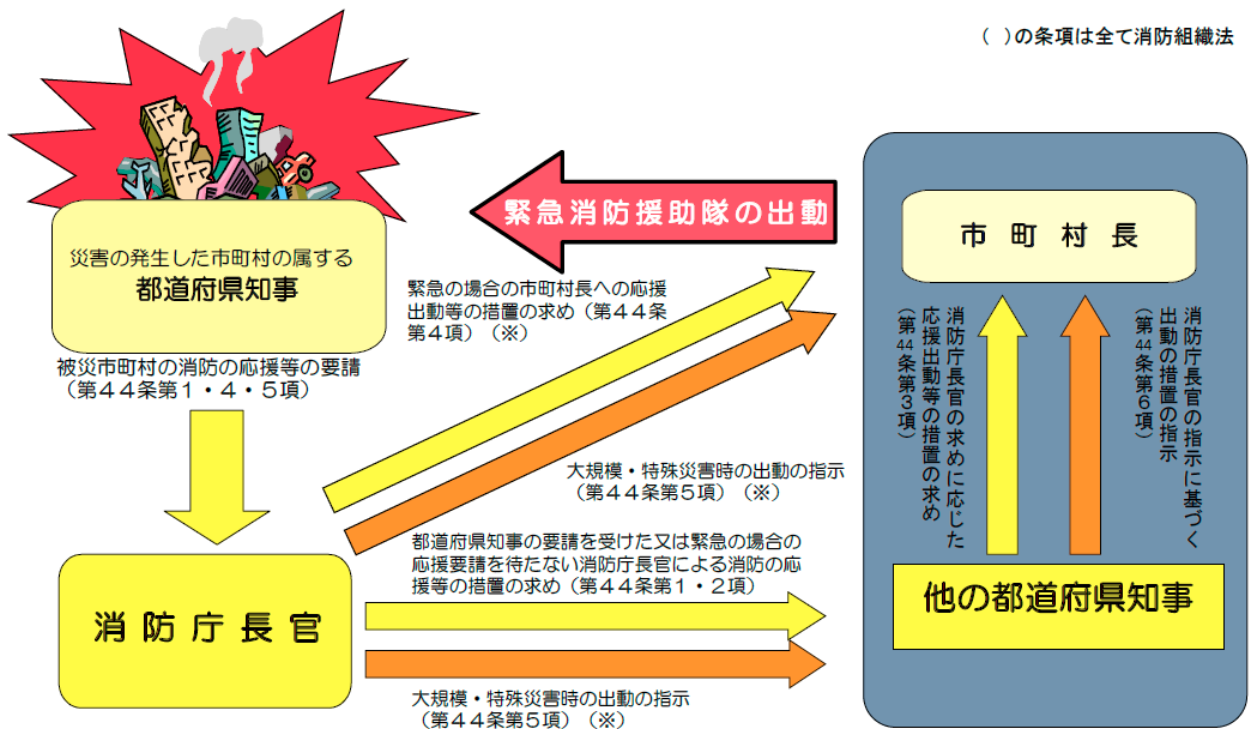 ( )の条項は全て消防組織法
災害の発生した市町村の属する
都道府県知事
被災市町村の消防の応援等の要請
(第44条第1・4・5項)
緊急消防援助隊の出動
緊急の場合の市町村長への応援
出動等の措置の求め(第44条
第4項)(※)
大規模・特殊災害時の出動の指示
(第44条第5項)(※)
消防庁長官
都道府県知事の要請を受けた又は緊急の場合の
応援要請を待たない消防庁長官による消防の応
援等の措置の求め(第44条第1・2項)
大規模・特殊災害時の出動の指示
(第44条第5項)(※)
市町村長
消防庁長官の求めに応じた
応援出動等の措置の求め
(第44条第3項)
消防庁長官の指示に基づく
出動の措置の指示
(第44条第6項)
他の都道府県知事